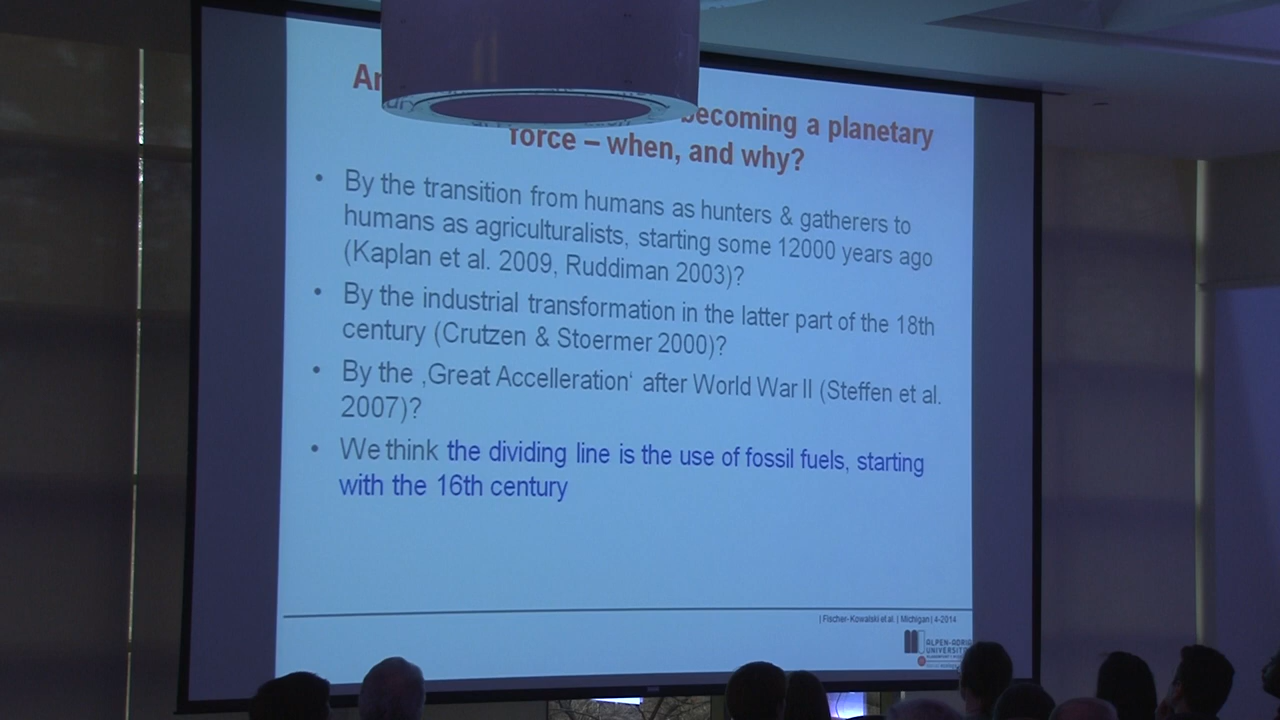 becoming a planetary
force – when, and why?
• By the transition from humans as hunters & gatherers to
humans as agriculturalists, starting some 12000 years ago
(Kaplan et al. 2009, Ruddiman 2003)?
• By the industrial transformation in the latter part of the 18th
century (Crutzen & Stoermer 2000)?
• By the ‚Great Accelleration‘ after World War II (Steffen et al.
2007)?
• We think the dividing line is the use of fossil fuels, starting
with the 16th century
| Fischer-Kowalski et al. | Michigan | 4-2014
ALPEN-ADRIA
UNIVERSITÄT